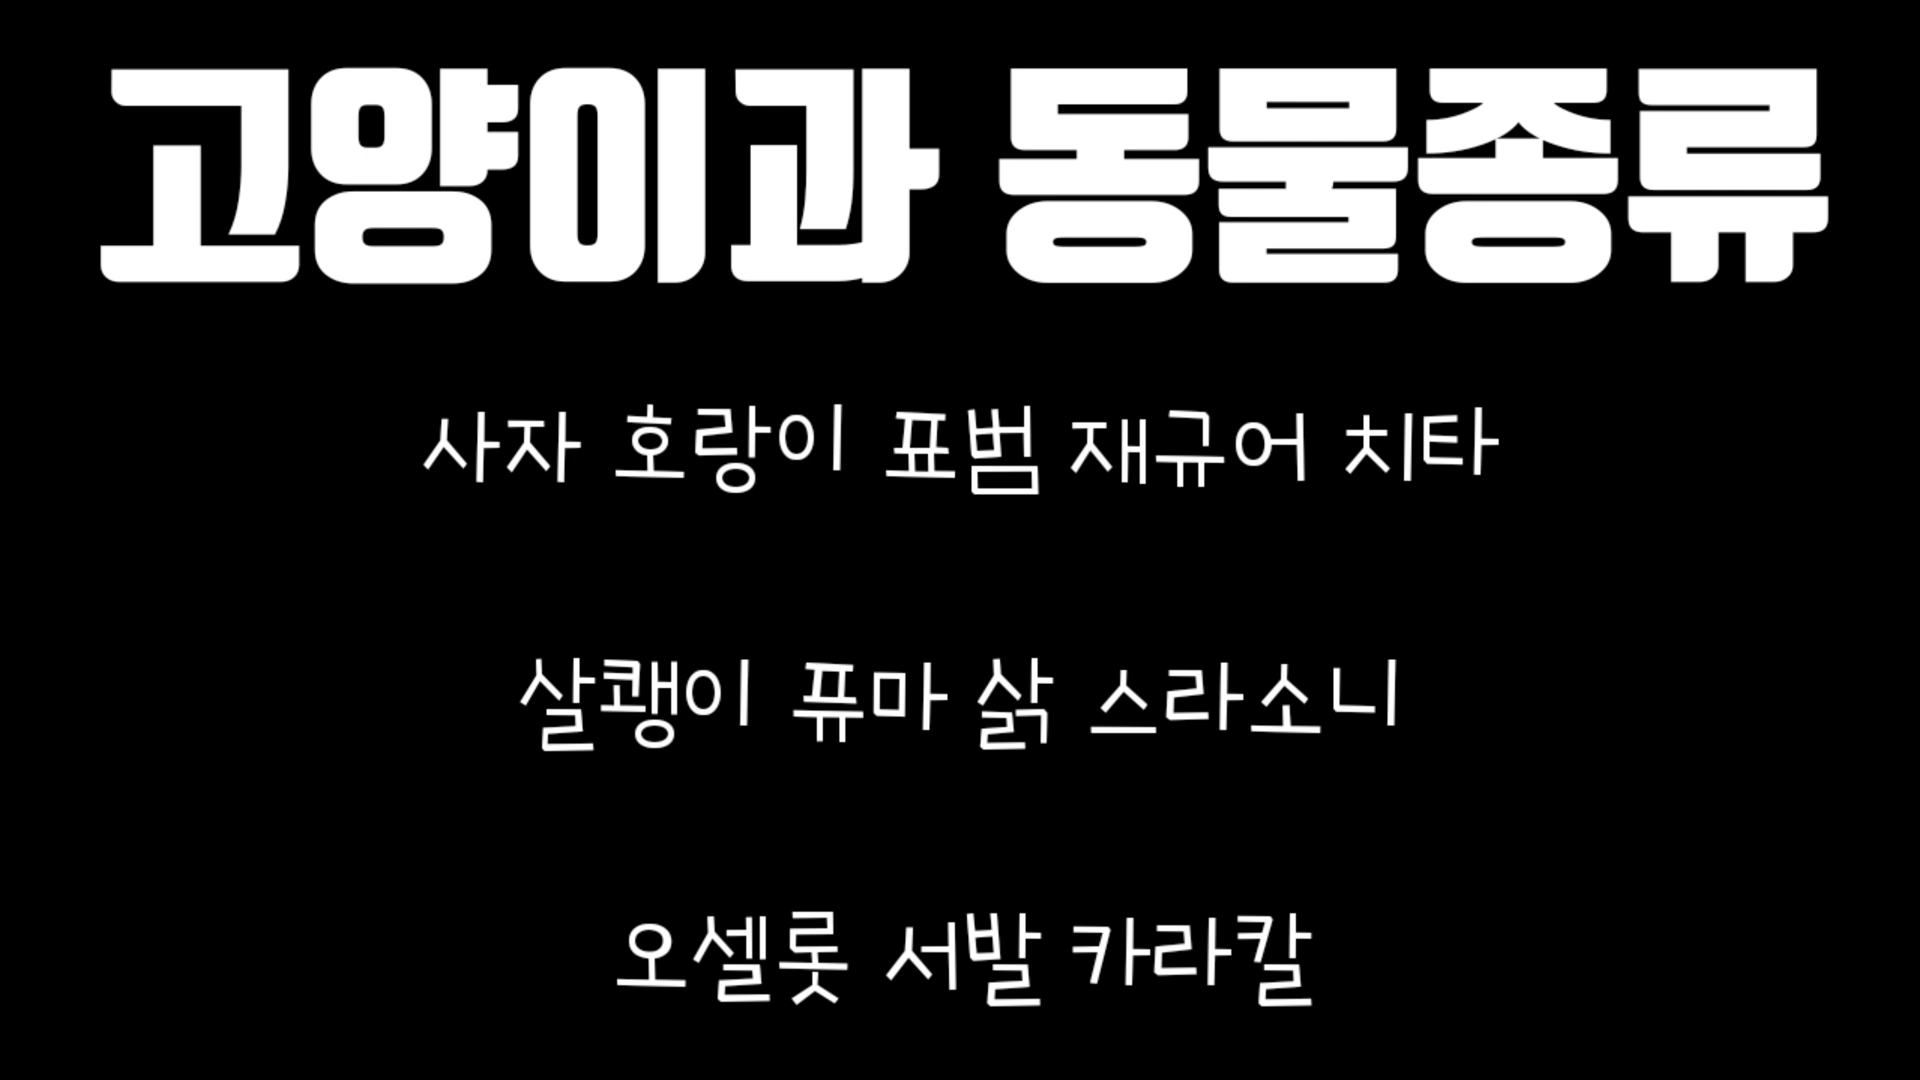 고양이과 동물종류
사자 호랑이 표범 재규어 치타
살쾡이 퓨마 삵 스라소니
오셀롯 서발 카라칼